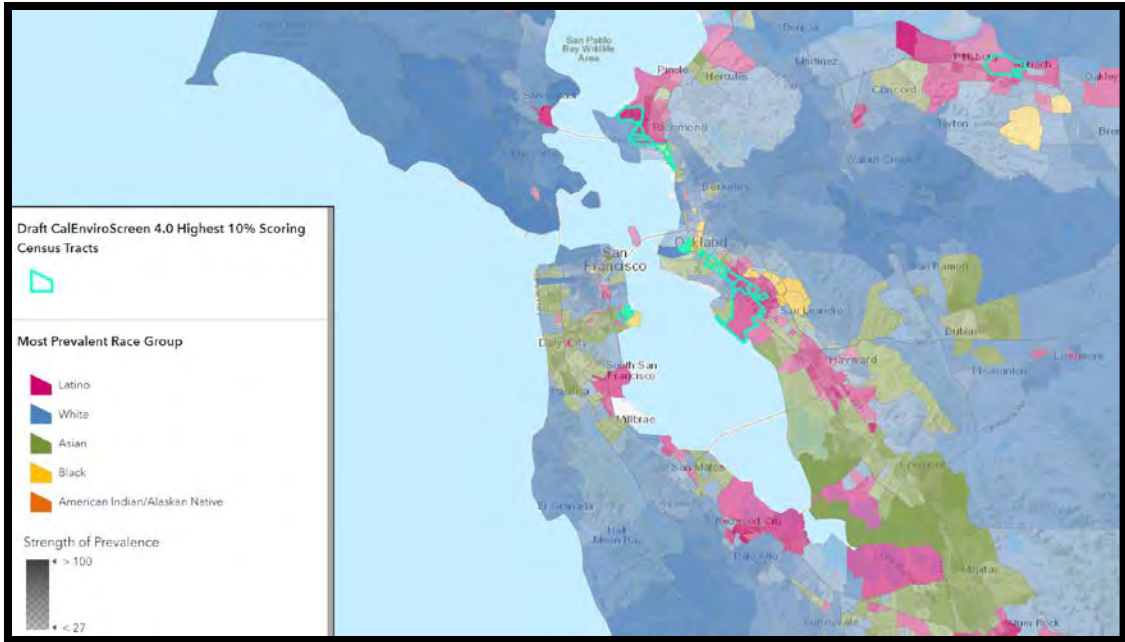 San Pablo
Bay Wildlife
Area
Benicia
Martinez
Pittsburg
Oakley
Pinole
Hercules
Concord
Richmond
Clayton
Walnut Creek
Berkeley
Oakland
San
Francisco
San Ramon
San Leandro
Dublin
Livermore
Daly City
Hayward
Pleasanton
South San
Francisco
Pacifica
Millbrae
San Mateo
Fremont
El Granada
Half
Moon Bay
Redwood City
Palo Alto
Milpitas
Sunnyvale
Draft CalEnviroScreen 4.0 Highest 10% Scoring
Census Tracts
Most Prevalent Race Group
Latino
White
Asian
Black
American Indian/Alaskan Native
Strength of Prevalence
> 100
< 27